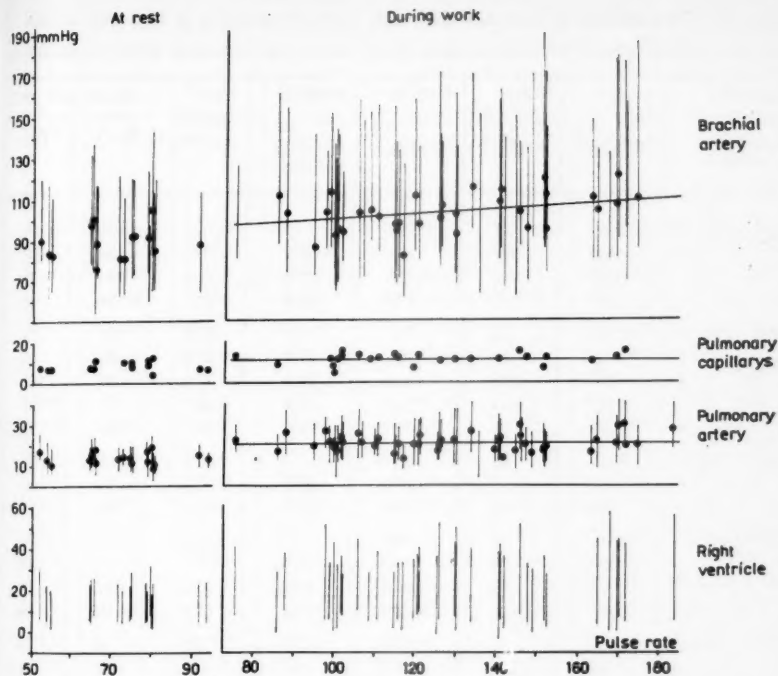 At rest
During work
190
mmHg
170
150
130
110
90
70
Brachial
artery
20
10
0
Pulmonary
capillarys
30
20
10
Pulmonary
artery
60
40
20
0
Right
ventricle
Pulse rate
50
70
90
80
100
120
140
160
180